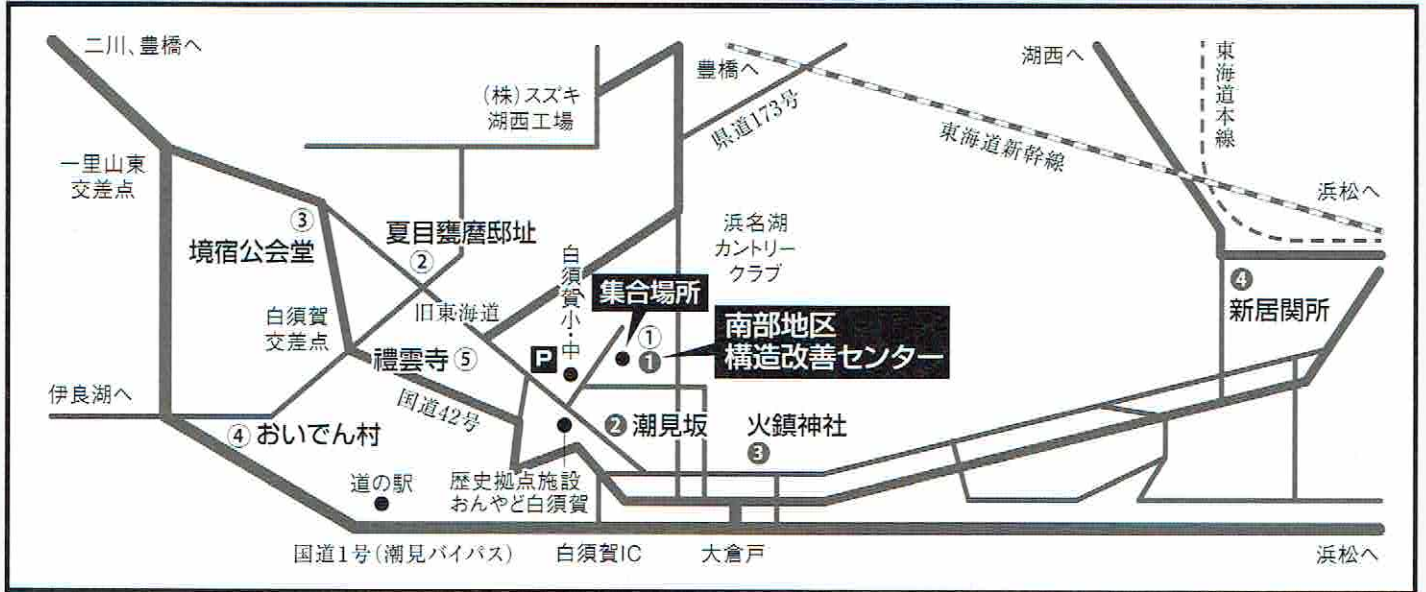 二川、豊橋へ
(株)スズキ
湖西工場
豊橋へ
県道173号
湖西へ
東海道本線
東海道新幹線
浜松へ
一里山東
交差点
③
境宿公会堂
夏目甕麿邸址
②
旧東海道
白須賀小・中
集合場所
浜名湖
カントリー
クラブ
①
❶
南部地区
構造改善センター
❹
新居関所
白須賀
交差点
禮雲寺⑤
P
国道42号
伊良湖へ
④おいでん村
❷潮見坂
火鎮神社
❸
道の駅
歴史拠点施設
おんやど白須賀
国道1号(潮見バイパス)
白須賀IC
大倉戸
浜松へ